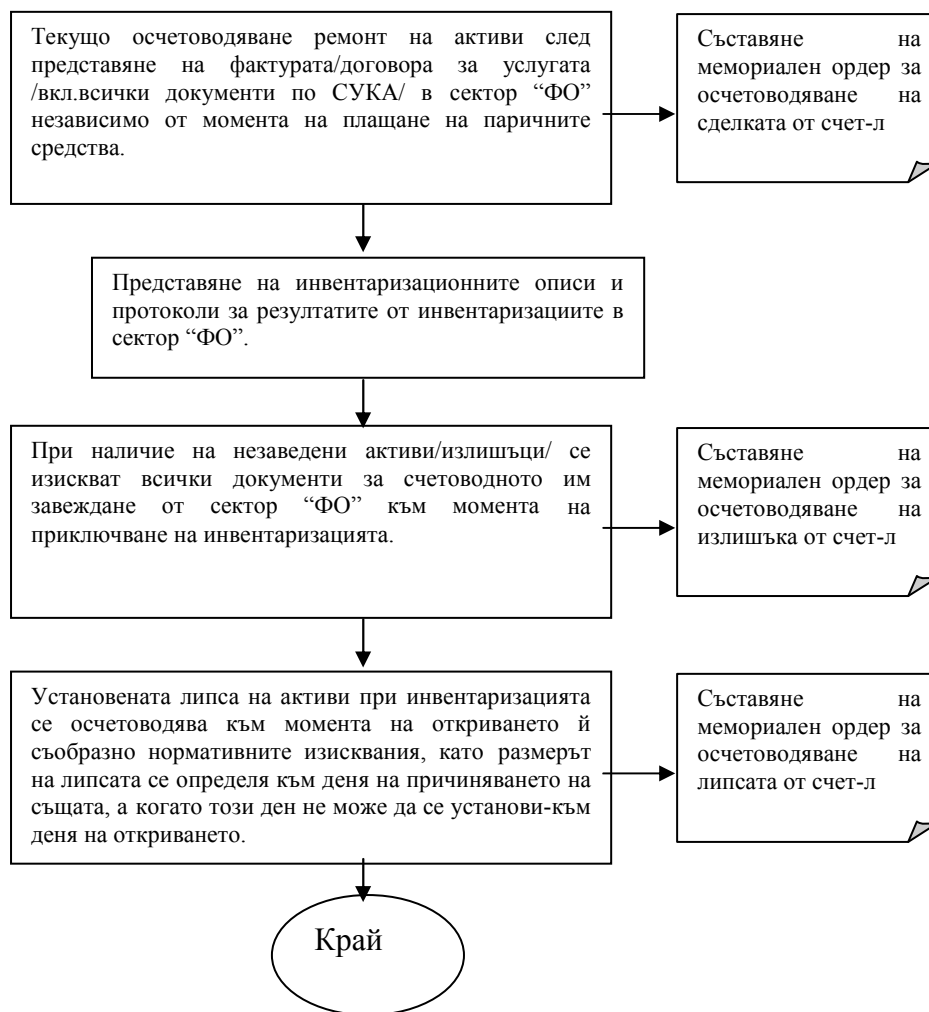 Текущо осчетоводяване ремонт на активи след
представяне на фактурата/договора за услугата
/вкл.всички документи по СУКА/ в сектор “ФО”
независимо от момента на плащане на паричните
средства.
Съставяне на
мемориален ордер за
осчетоводяване на
сделката от счет-л
Представяне на инвентаризационните описи и
протоколи за резултатите от инвентаризациите в
сектор “ФО”.
При наличие на незаведени активи/излишъци/ се
изискват всички документи за счетоводното им
завеждане от сектор “ФО” към момента на
приключване на инвентаризацията.
Съставяне на
мемориален ордер за
осчетоводяване на
излишъка от счет-л
Установената липса на активи при инвентаризацията
се осчетоводява към момента на откриването й
съобразно нормативните изисквания, като размерът
на липсата се определя към деня на причиняването на
същата, а когато този ден не може да се установи-към
деня на откриването.
Съставяне на
мемориален ордер за
осчетоводяване на
липсата от счет-л
Край